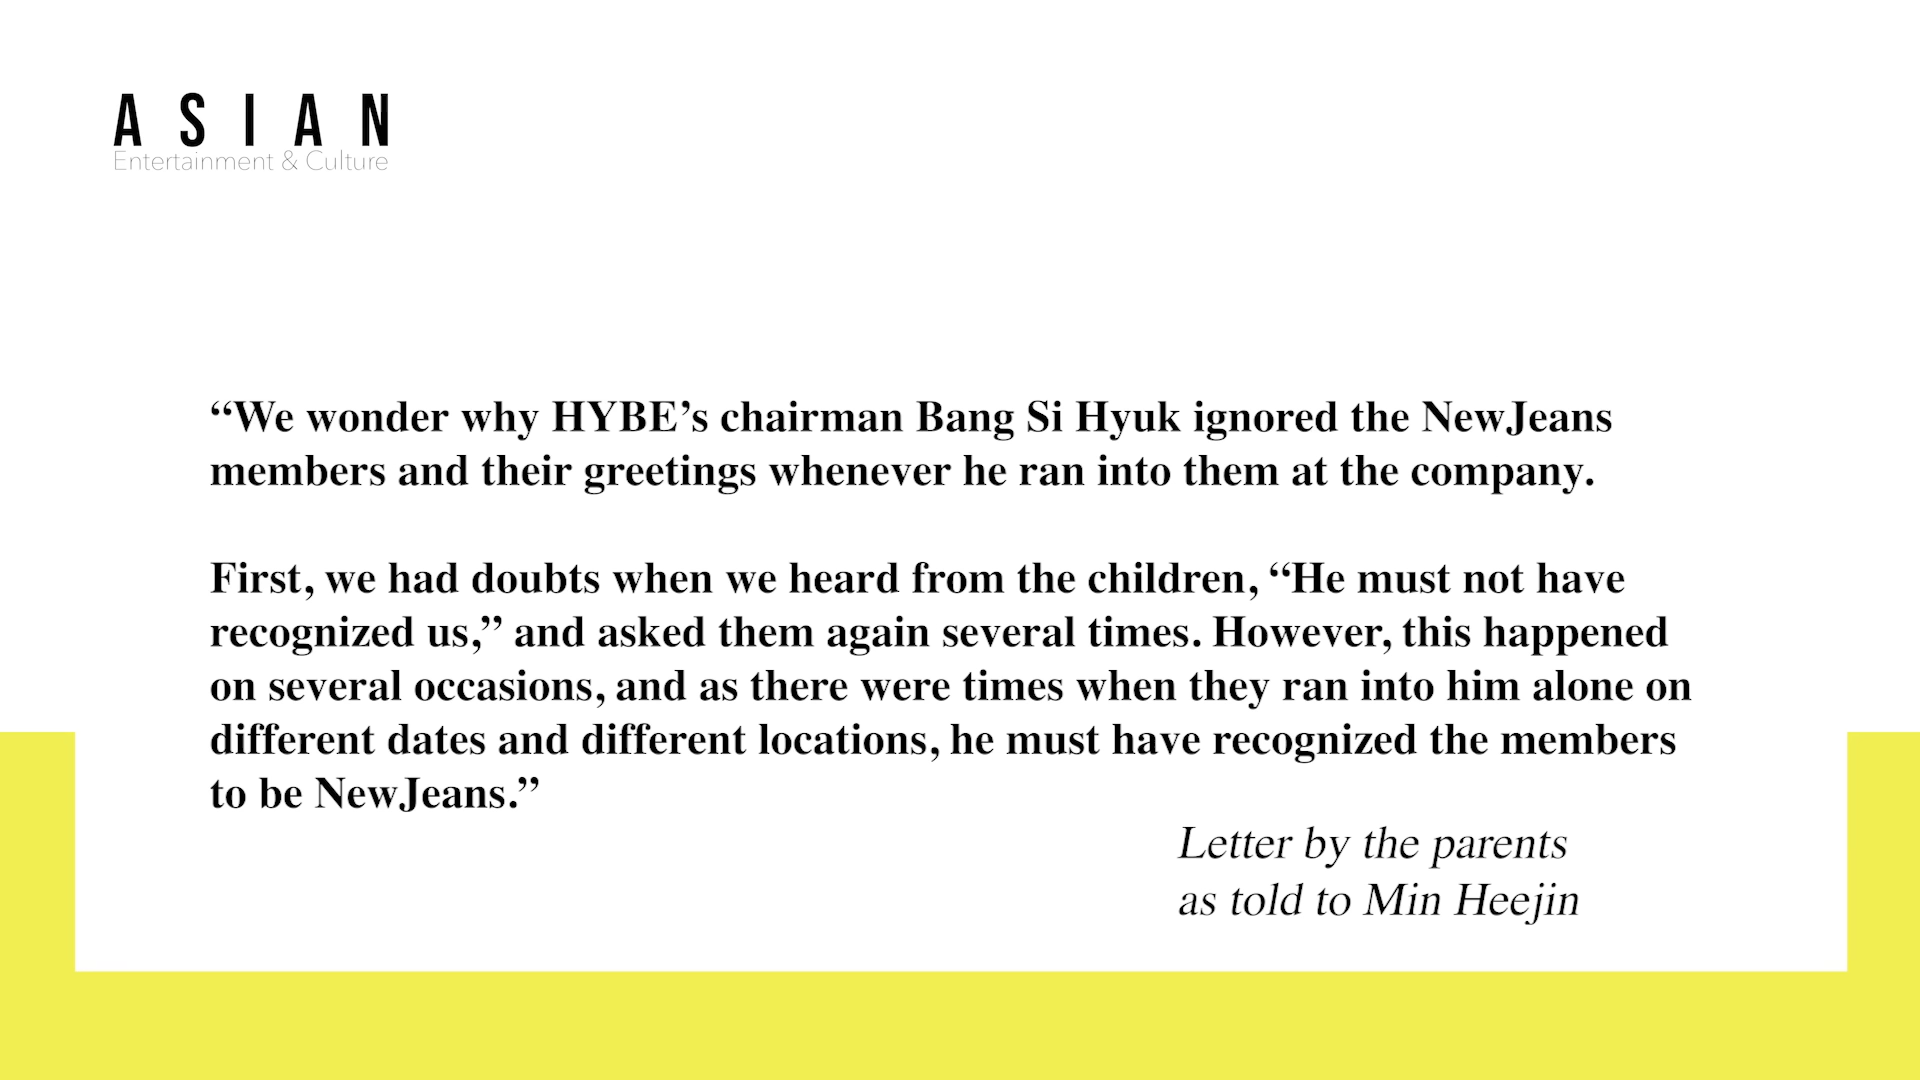 ASIAN
Entertainment & Culture
“We wonder why HYBE’s chairman Bang Si Hyuk ignored the NewJeans
members and their greetings whenever he ran into them at the company.
First, we had doubts when we heard from the children, “He must not have
recognized us,” and asked them again several times. However, this happened
on several occasions, and as there were times when they ran into him alone on
different dates and different locations, he must have recognized the members
to be NewJeans.”
Letter by the parents
as told to Min Heejin